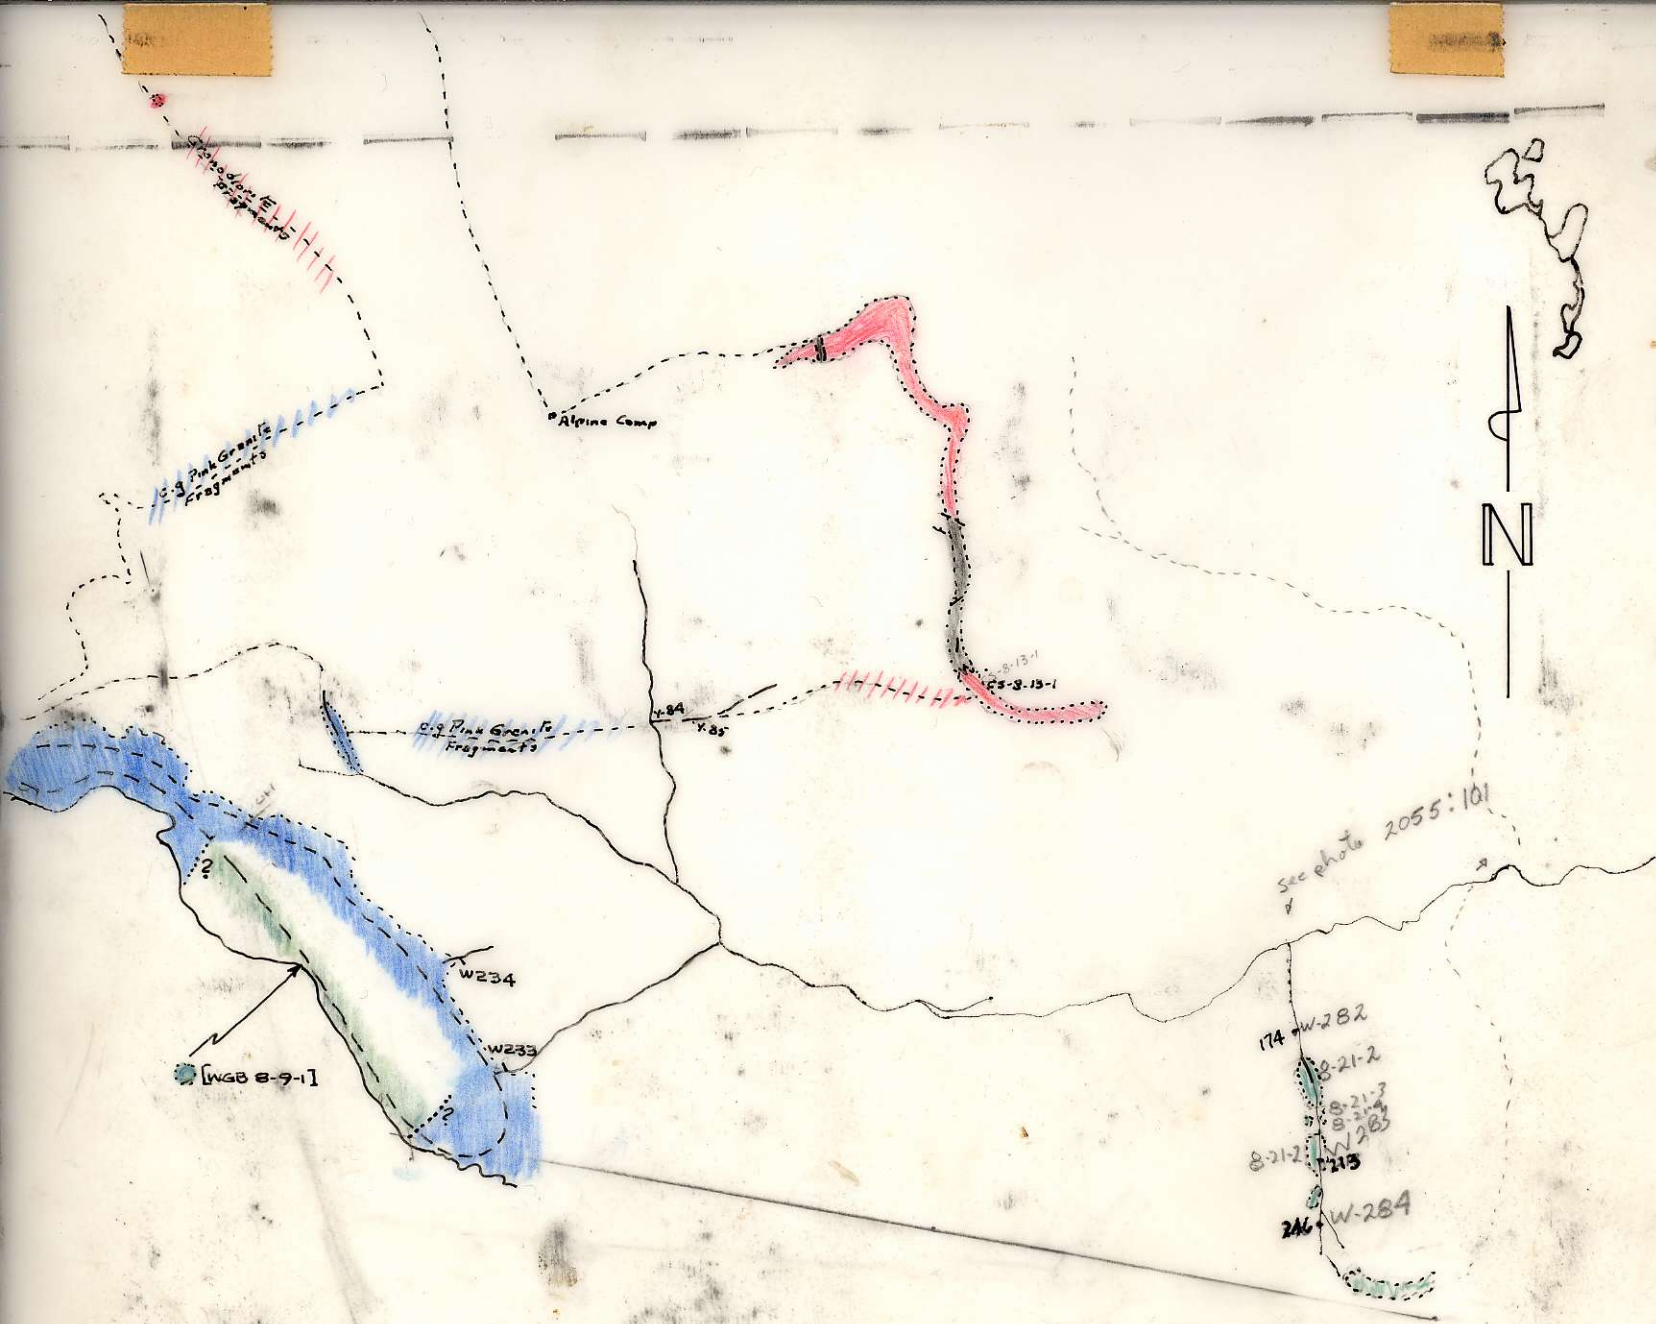 Granodiorite
Fragments
Alpine Camp
c.g Pink Granite
Fragments
N
CS-8-13-1
Y-84
Y-85
c.g Pink Granite
Fragments
see photo 2055:101
?
W234
W233
[WGB 8-9-1]
?
174
W-282
8-21-2
8-21-3
8-21-4
W283
8-21-2
213
246
W-284